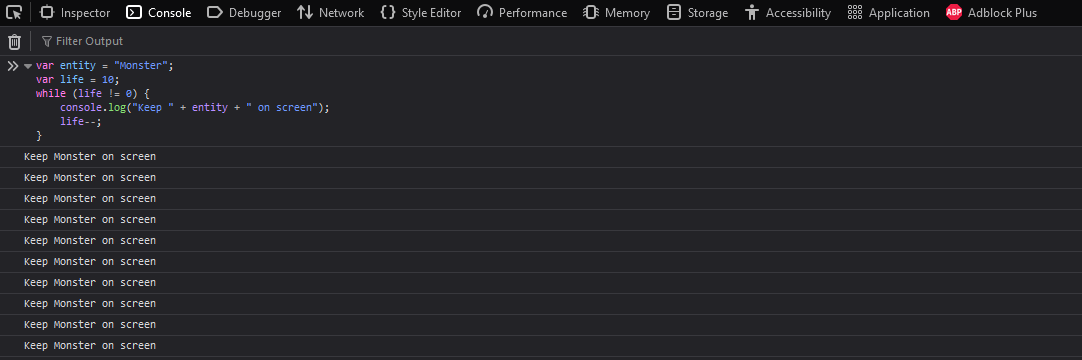 Inspector Console Debugger Network Style Editor Performance Memory Storage Accessibility Application ABP Adblock Plus
Filter Output
var entity = "Monster";
var life = 10;
while (life != 0) {
    console.log("Keep " + entity + " on screen");
    life--;
}
Keep Monster on screen
Keep Monster on screen
Keep Monster on screen
Keep Monster on screen
Keep Monster on screen
Keep Monster on screen
Keep Monster on screen
Keep Monster on screen
Keep Monster on screen
Keep Monster on screen